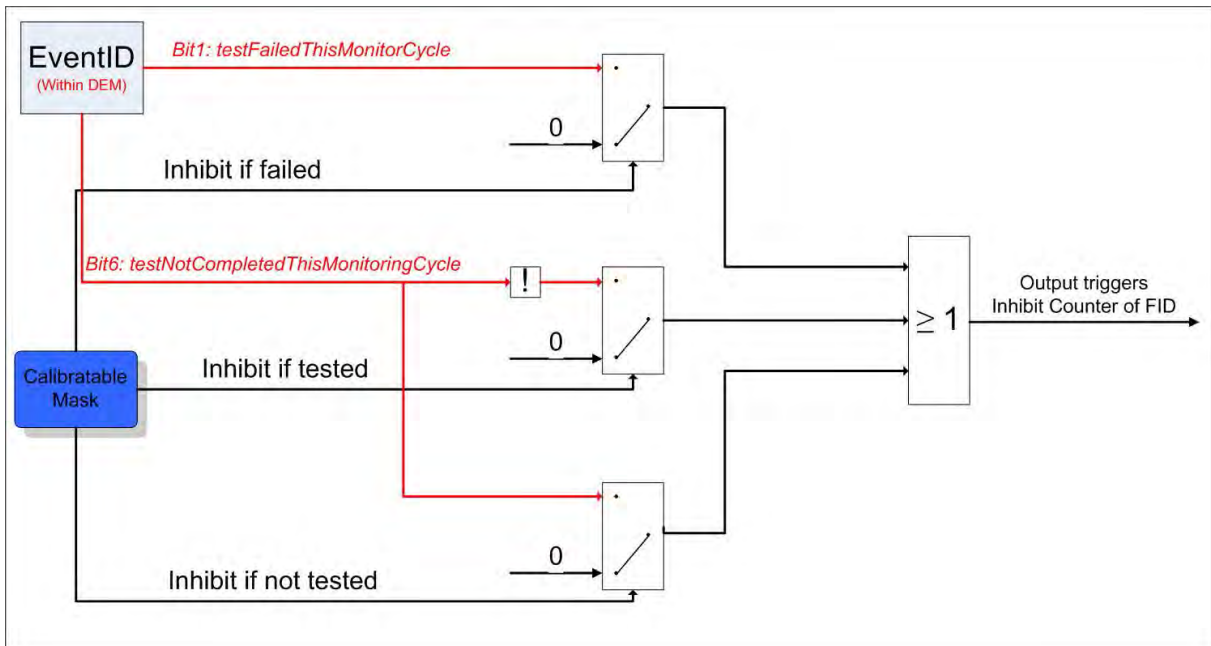 EventID
(Within DEM)
Bit1: testFailedThisMonitorCycle
0
Inhibit if failed
Bit6: testNotCompletedThisMonitoringCycle
!
0
Inhibit if tested
Calibratable
Mask
≥ 1
Output triggers
Inhibit Counter of FID
0
Inhibit if not tested